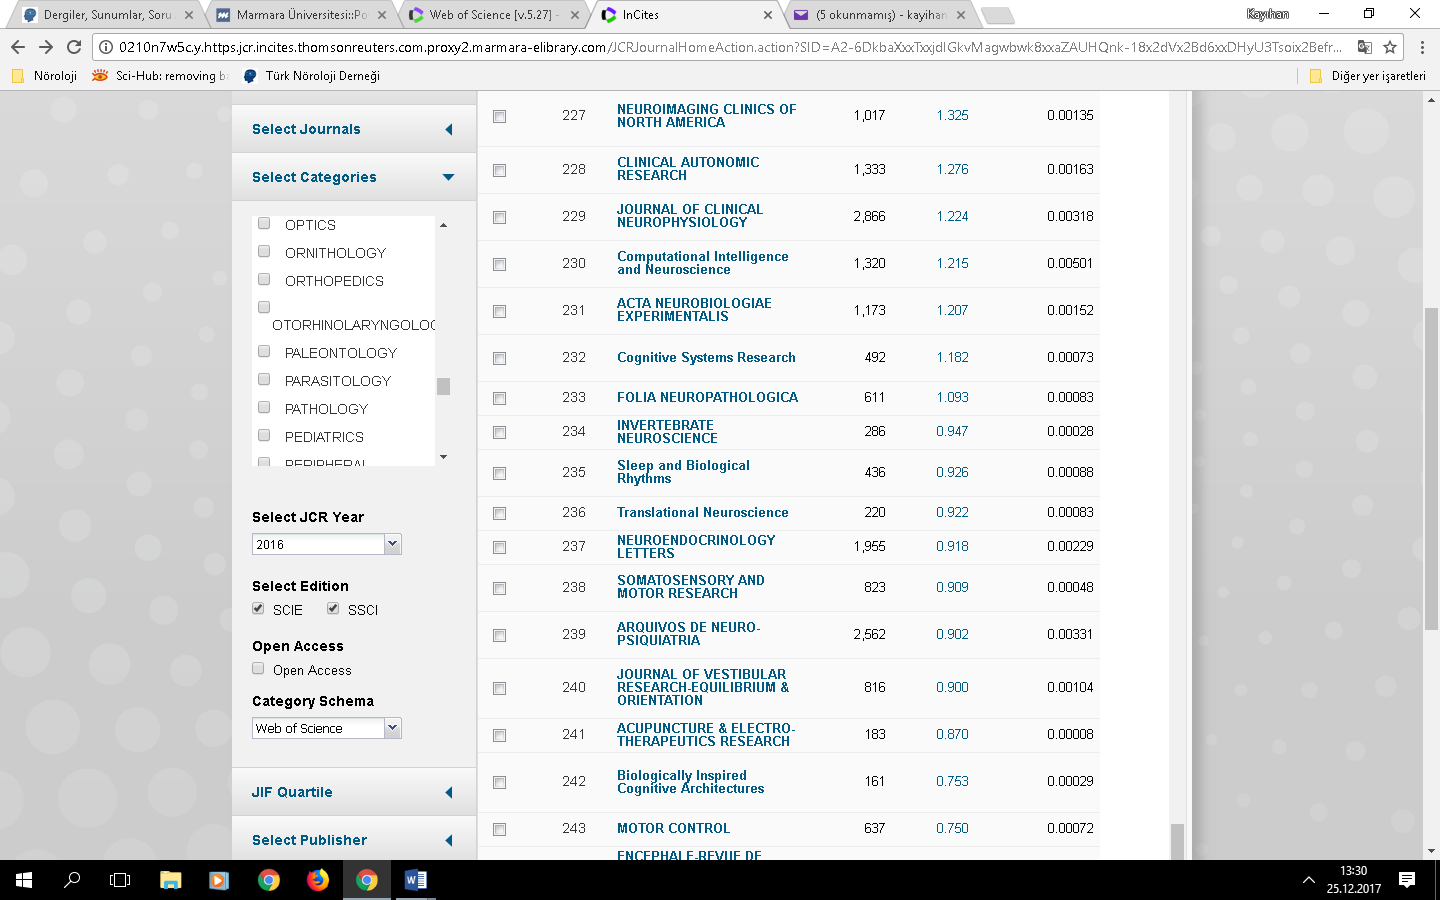 Dergiler, Sunumlar, Soru
Marmara Üniversitesi::Po
Web of Science [v.5.27] -
InCites
(5 okunmamış) - kayihan
Kayıhan
0210n7w5c.y.https.jcr.incites.thomsonreuters.com.proxy2.marmara-elibrary.com/JCRJournalHomeAction.action?SID=A2-6DkbaXxxTxxjdIGkvMagwbwk8xxaZAUHQnk-18x2dVx2Bd6xxDHyU3Tsoix2Befr...
Nöroloji
Sci-Hub: removing b
Türk Nöroloji Derneği
Diğer yer işaretleri
Select Journals
Select Categories
OPTICS
ORNITHOLOGY
ORTHOPEDICS
OTORHINOLARYNGOLOG
PALEONTOLOGY
PARASITOLOGY
PATHOLOGY
PEDIATRICS
PERIPHERAL
Select JCR Year
2016
Select Edition
SCIE SSCI
Open Access
Open Access
Category Schema
Web of Science
JIF Quartile
Select Publisher
227 NEUROIMAGING CLINICS OF NORTH AMERICA 1,017 1.325 0.00135
228 CLINICAL AUTONOMIC RESEARCH 1,333 1.276 0.00163
229 JOURNAL OF CLINICAL NEUROPHYSIOLOGY 2,866 1.224 0.00318
230 Computational Intelligence and Neuroscience 1,320 1.215 0.00501
231 ACTA NEUROBIOLOGIAE EXPERIMENTALIS 1,173 1.207 0.00152
232 Cognitive Systems Research 492 1.182 0.00073
233 FOLIA NEUROPATHOLOGICA 611 1.093 0.00083
234 INVERTEBRATE NEUROSCIENCE 286 0.947 0.00028
235 Sleep and Biological Rhythms 436 0.926 0.00088
236 Translational Neuroscience 220 0.922 0.00083
237 NEUROENDOCRINOLOGY LETTERS 1,955 0.918 0.00229
238 SOMATOSENSORY AND MOTOR RESEARCH 823 0.909 0.00048
239 ARQUIVOS DE NEURO-PSIQUIATRIA 2,562 0.902 0.00331
240 JOURNAL OF VESTIBULAR RESEARCH-EQUILIBRIUM & ORIENTATION 816 0.900 0.00104
241 ACUPUNCTURE & ELECTRO-THERAPEUTICS RESEARCH 183 0.870 0.00008
242 Biologically Inspired Cognitive Architectures 161 0.753 0.00029
243 MOTOR CONTROL 637 0.750 0.00072
ENCEPHALE-REVUE DE
13:30
25.12.2017